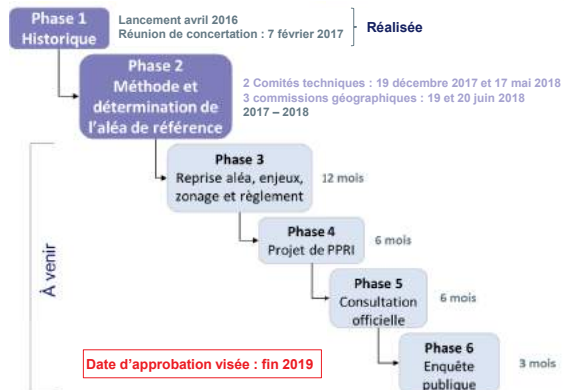 Phase 1
Historique
Lancement avril 2016
Réunion de concertation : 7 février 2017
Réalisée
Phase 2
Méthode et
détermination de
l'aléa de référence
2 Comités techniques : 19 décembre 2017 et 17 mai 2018
3 commissions géographiques : 19 et 20 juin 2018
2017 – 2018
À venir
Phase 3
Reprise aléa, enjeux,
zonage et règlement
12 mois
Phase 4
Projet de PPRI
6 mois
Phase 5
Consultation
officielle
6 mois
Phase 6
Enquête
publique
3 mois
Date d'approbation visée : fin 2019